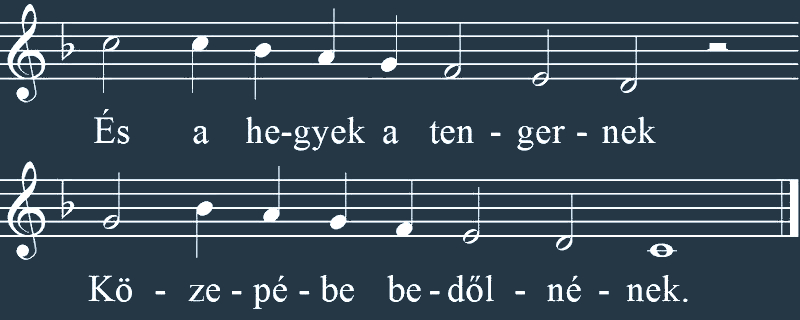 És a he-gyek a ten - ger - nek
Kö - ze - pé - be be - dől - né - nek.